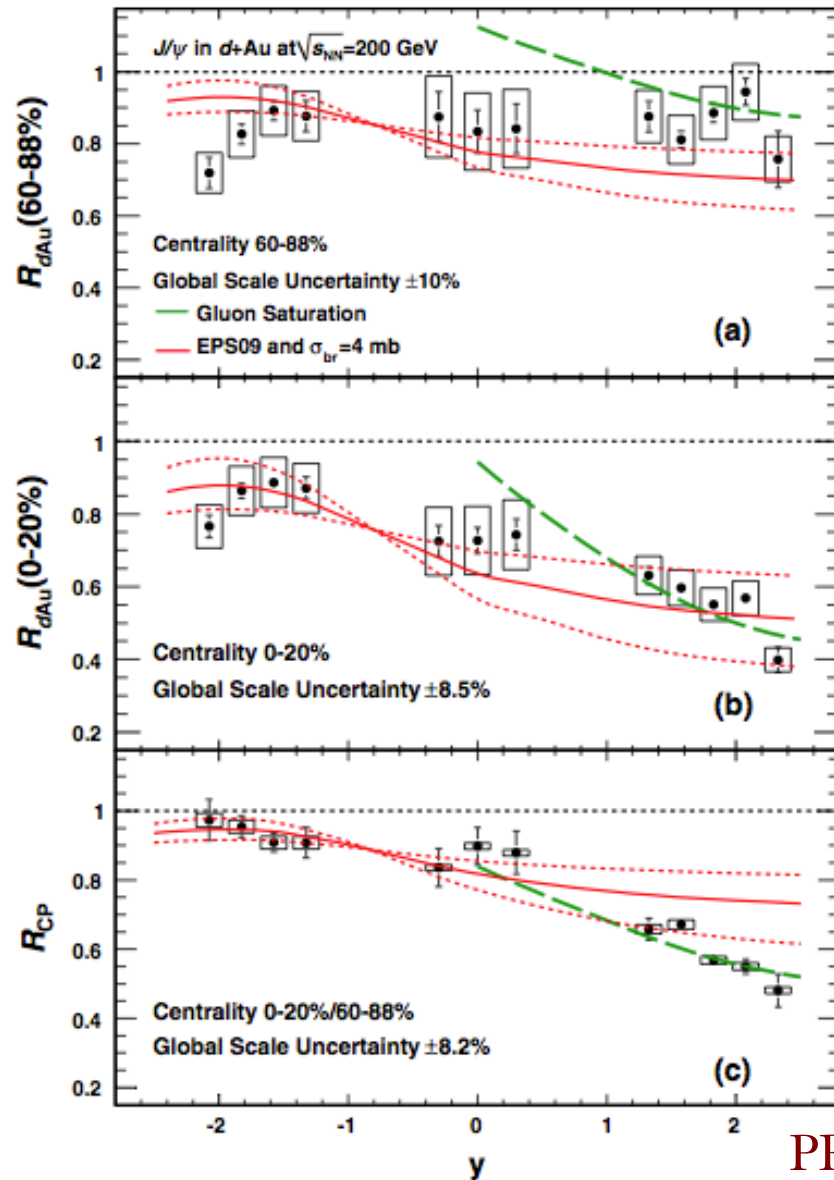 J/ψ in d+Au at √s_NN=200 GeV
1
0.8
0.6
0.4
0.2
R_dAu(60-88%)
Centrality 60-88%
Global Scale Uncertainty ±10%
Gluon Saturation
EPS09 and σ_br=4 mb
(a)
1
0.8
0.6
0.4
0.2
R_dAu(0-20%)
Centrality 0-20%
Global Scale Uncertainty ±8.5%
(b)
1
0.8
0.6
0.4
0.2
R_CP
Centrality 0-20%/60-88%
Global Scale Uncertainty ±8.2%
(c)
-2 -1 0 1 2
y